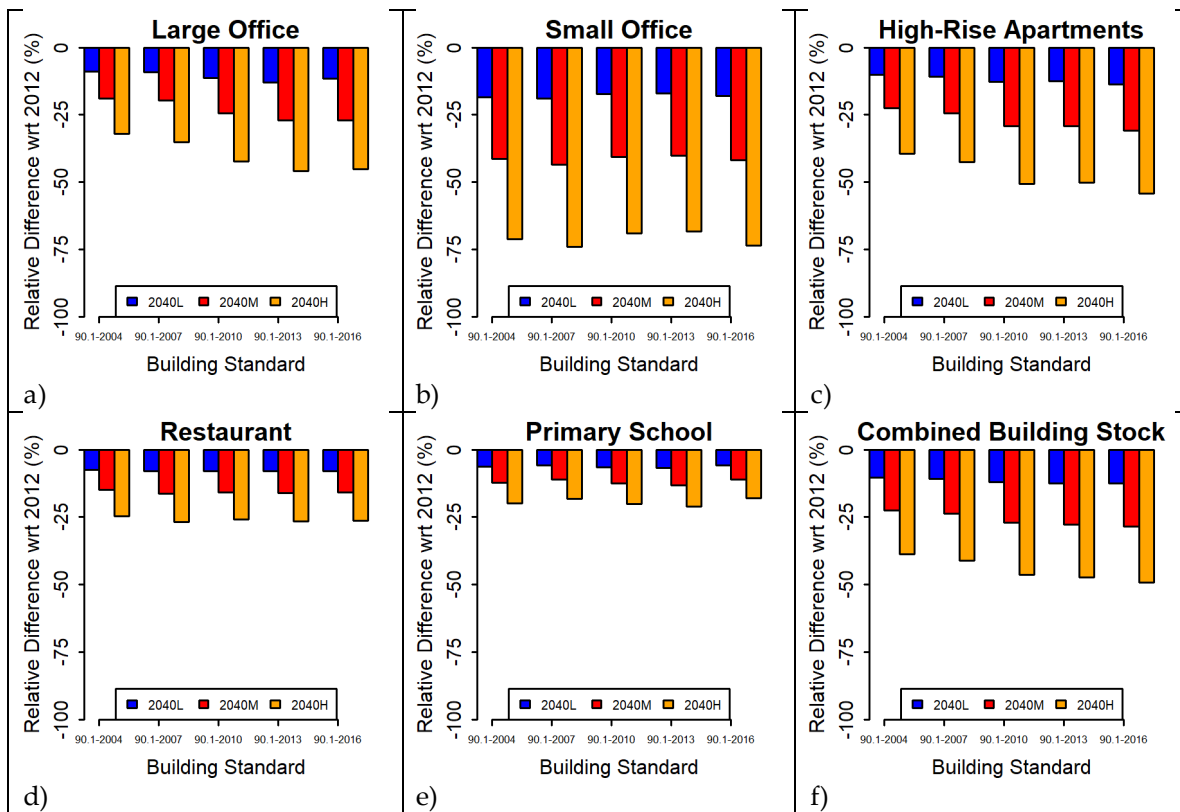 Large Office
Relative Difference wrt 2012 (%)
0
-25
-50
-75
-100
2040L 2040M 2040H
90.1-2004 90.1-2007 90.1-2010 90.1-2013 90.1-2016
Building Standard
a)
Small Office
Relative Difference wrt 2012 (%)
0
-25
-50
-75
-100
2040L 2040M 2040H
90.1-2004 90.1-2007 90.1-2010 90.1-2013 90.1-2016
Building Standard
b)
High-Rise Apartments
Relative Difference wrt 2012 (%)
0
-25
-50
-75
-100
2040L 2040M 2040H
90.1-2004 90.1-2007 90.1-2010 90.1-2013 90.1-2016
Building Standard
c)
Restaurant
Relative Difference wrt 2012 (%)
0
-25
-50
-75
-100
2040L 2040M 2040H
90.1-2004 90.1-2007 90.1-2010 90.1-2013 90.1-2016
Building Standard
d)
Primary School
Relative Difference wrt 2012 (%)
0
-25
-50
-75
-100
2040L 2040M 2040H
90.1-2004 90.1-2007 90.1-2010 90.1-2013 90.1-2016
Building Standard
e)
Combined Building Stock
Relative Difference wrt 2012 (%)
0
-25
-50
-75
-100
2040L 2040M 2040H
90.1-2004 90.1-2007 90.1-2010 90.1-2013 90.1-2016
Building Standard
f)